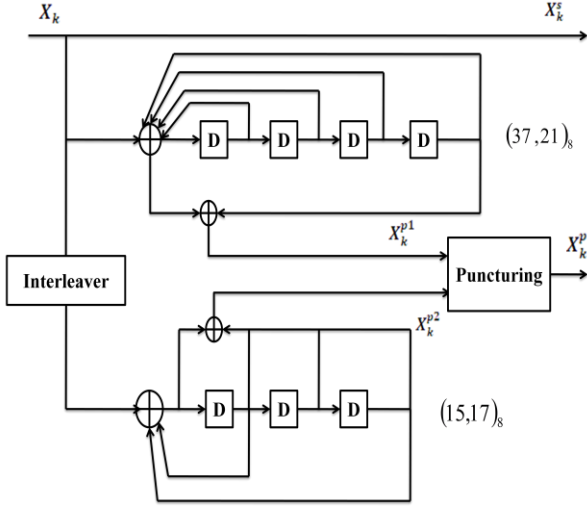 X_k X_k^s
D D D D (37,21)_8
X_k^{p1} X_k^p
Interleaver Puncturing
X_k^{p2}
D D D (15,17)_8